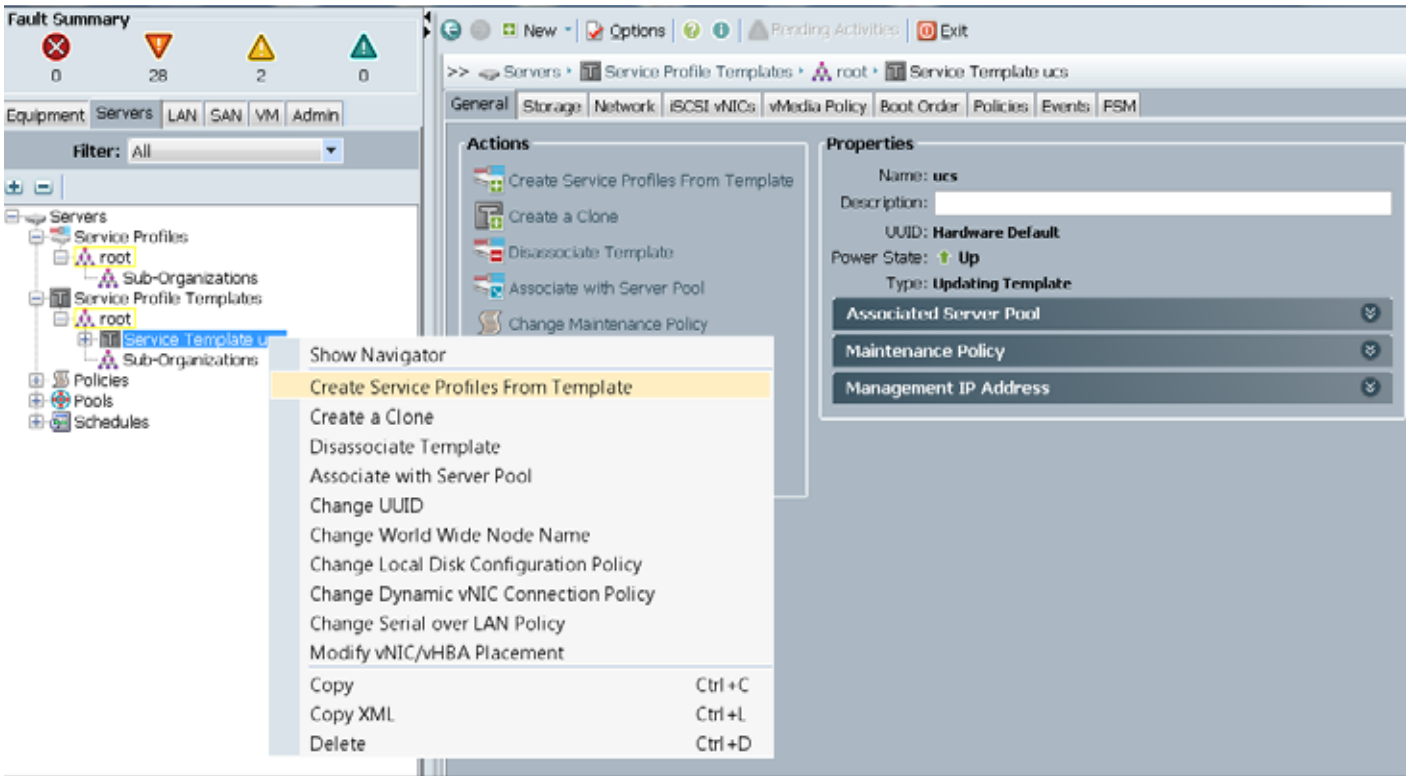 Fault Summary
0 28 2 0
Equipment Servers LAN SAN VM Admin
Filter: All
Servers
Service Profiles
root
Sub-Organizations
Service Profile Templates
root
Service Template u
Sub-Organizations
Policies
Pools
Schedules
New Options Pending Activities Exit
>> Servers Service Profile Templates root Service Template ucs
General Storage Network iSCSI vNICs vMedia Policy Boot Order Policies Events FSM
Actions
Create Service Profiles From Template
Create a Clone
Disassociate Template
Associate with Server Pool
Change Maintenance Policy
Properties
Name: ucs
Description:
UUID: Hardware Default
Power State: Up
Type: Updating Template
Associated Server Pool
Maintenance Policy
Management IP Address
Show Navigator
Create Service Profiles From Template
Create a Clone
Disassociate Template
Associate with Server Pool
Change UUID
Change World Wide Node Name
Change Local Disk Configuration Policy
Change Dynamic vNIC Connection Policy
Change Serial over LAN Policy
Modify vNIC/vHBA Placement
Copy Ctrl+C
Copy XML Ctrl+L
Delete Ctrl+D